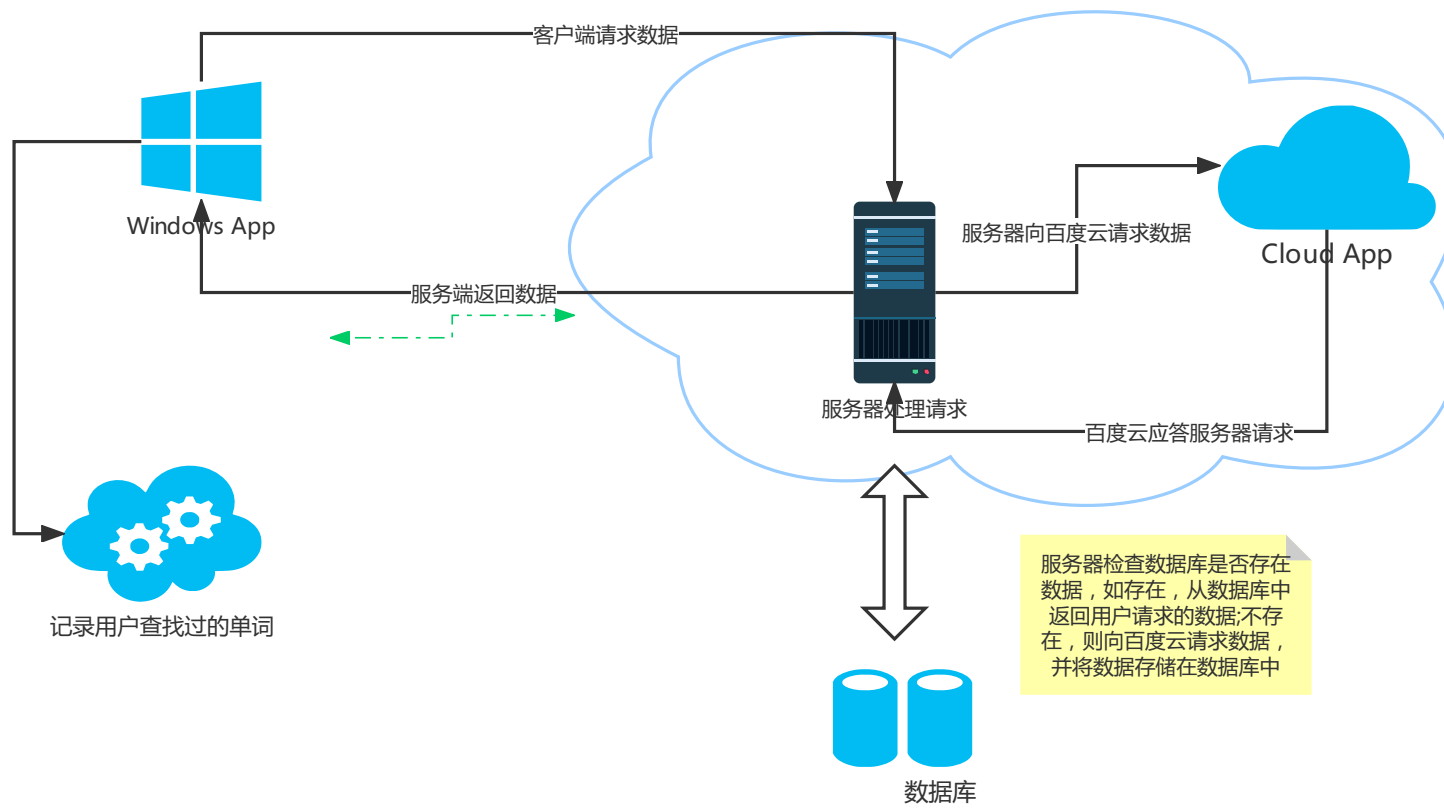 客户端请求数据
Windows App
服务器向百度云请求数据
Cloud App
服务端返回数据
服务器处理请求
百度云应答服务器请求
服务器检查数据库是否存在
数据，如存在，从数据库中
返回用户请求的数据;不存
在，则向百度云请求数据，
并将数据存储在数据库中
记录用户查找过的单词
数据库